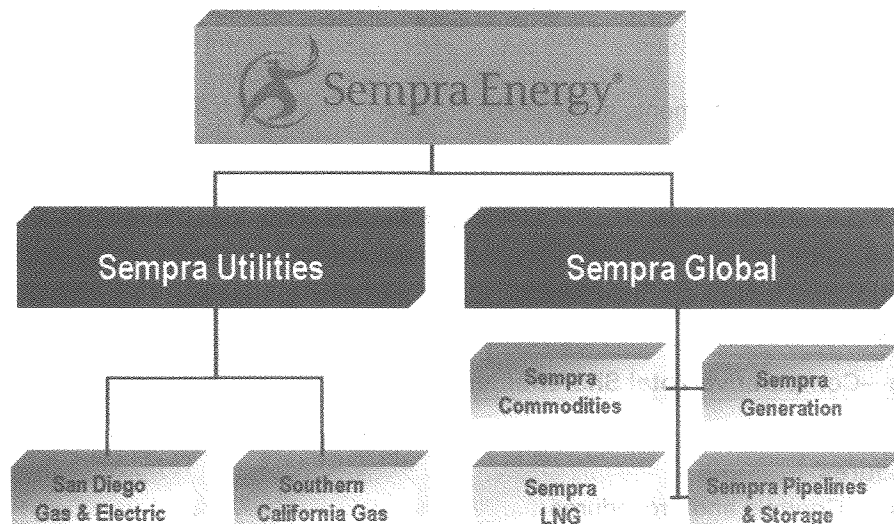 Sempra Energy®
Sempra Utilities
Sempra Global
Sempra
Commodities
Sempra
Generation
San Diego
Gas & Electric
Southern
California Gas
Sempra
LNG
Sempra Pipelines
& Storage